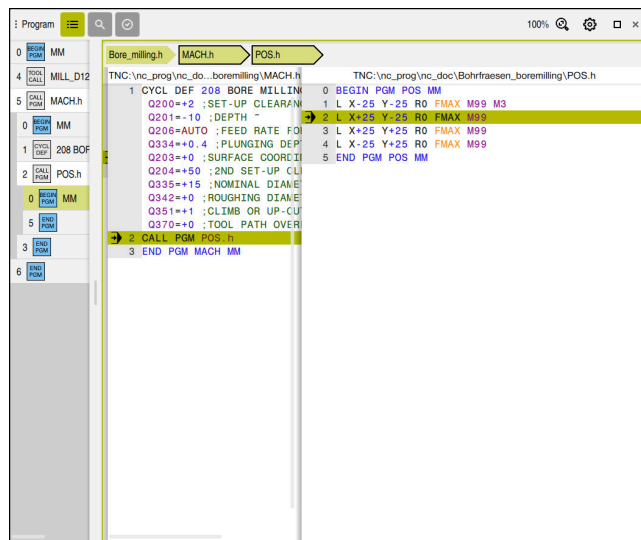 Program
100%
0 BEGIN PGM MM
4 TOOL CALL MILL_D12
5 CALL PGM MACH.h
0 BEGIN PGM MM
1 CYCL DEF 208 BOF
2 CALL PGM POS.h
0 BEGIN PGM MM
5 END PGM
3 END PGM
6 END PGM
Bore_milling.h MACH.h POS.h
TNC:\nc_prog\nc_do...boremilling\MACH.h
1 CYCL DEF 208 BORE MILLING
Q200=+2 ;SET-UP CLEARAN
Q201=-10 ;DEPTH ~
Q206=AUTO ;FEED RATE FO
Q334=+0.4 ;PLUNGING DEP
Q203=+0 ;SURFACE COORDI
Q204=+50 ;2ND SET-UP CL
Q335=+15 ;NOMINAL DIAME
Q342=+0 ;ROUGHING DIAME
Q351=+1 ;CLIMB OR UP-CU
Q370=+0 ;TOOL PATH OVER
2 CALL PGM POS.h
3 END PGM MACH MM
TNC:\nc_prog\nc_doc\Bohrfraesen_boremilling\POS.h
0 BEGIN PGM POS MM
1 L X-25 Y-25 R0 FMAX M99 M3
2 L X+25 Y-25 R0 FMAX M99
3 L X+25 Y+25 R0 FMAX M99
4 L X-25 Y+25 R0 FMAX M99
5 END PGM POS MM